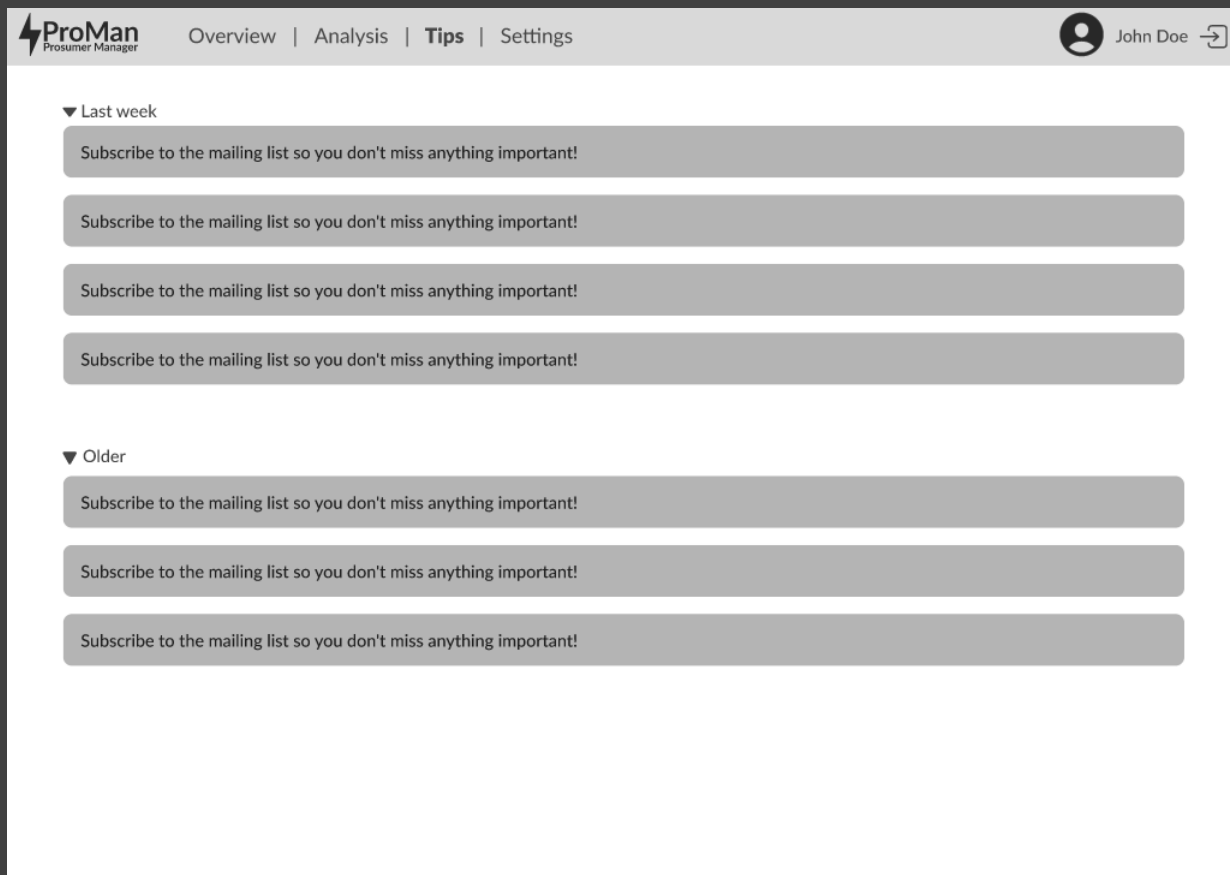 ProMan
Prosumer Manager
Overview | Analysis | Tips | Settings
John Doe
Last week
Subscribe to the mailing list so you don't miss anything important!
Subscribe to the mailing list so you don't miss anything important!
Subscribe to the mailing list so you don't miss anything important!
Subscribe to the mailing list so you don't miss anything important!
Older
Subscribe to the mailing list so you don't miss anything important!
Subscribe to the mailing list so you don't miss anything important!
Subscribe to the mailing list so you don't miss anything important!